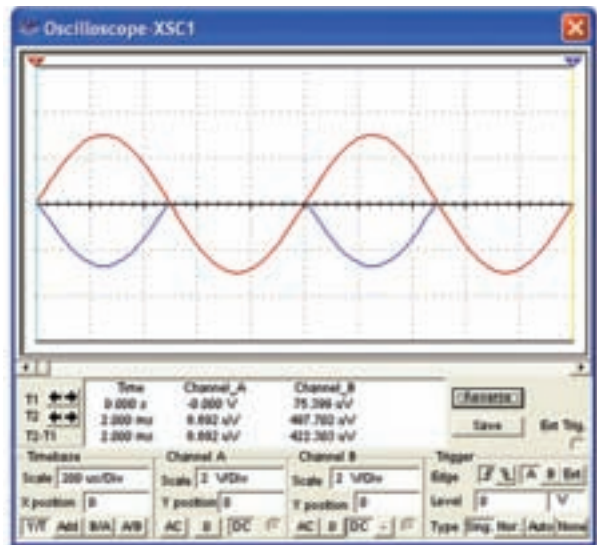 Oscilloscope-XSC1
Time Channel_A Channel_B
T1 0.000 s -0.000 V
T2 2.000 ms
T2-T1 2.000 ms
Reverse
Save
Ext Trig.
Timebase
Scale 200 us/Div
X position 0
Y/T Add B/A A/B
Channel A
Scale 2 V/Div
Y position 0
AC 0 DC
Channel B
Scale 2 V/Div
Y position 0
AC 0 DC -
Trigger
Edge A B Ext
Level 0 V
Type Sing. Nor. Auto None